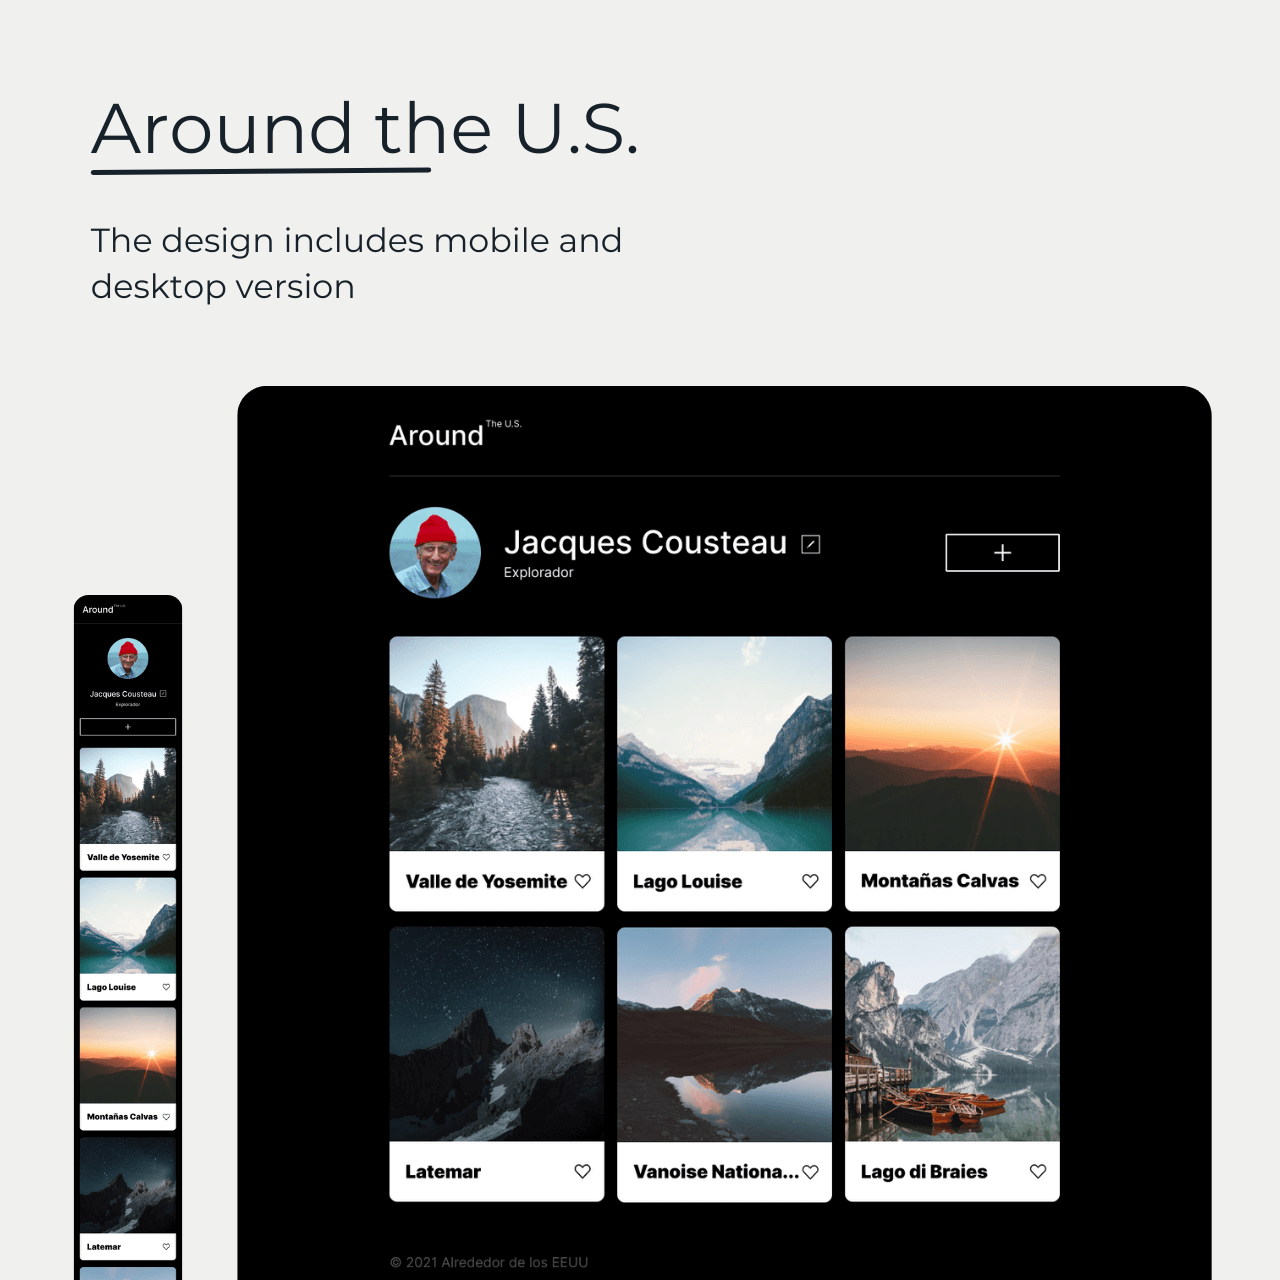 Around the U.S.
The design includes mobile and
desktop version
Around The U.S.
Jacques Cousteau
Explorador
Valle de Yosemite
Lago Louise
Montañas Calvas
Latemar
Vanoise Nationa...
Lago di Braies
© 2021 Alrededor de los EEUU
Around The U.S.
Jacques Cousteau
Explorador
Valle de Yosemite
Lago Louise
Montañas Calvas
Latemar